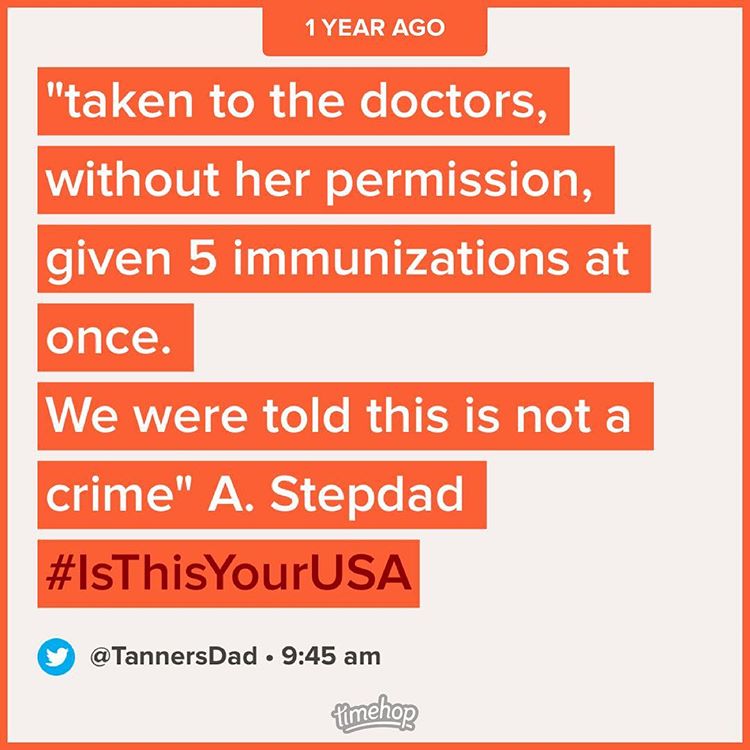 1 YEAR AGO
"taken to the doctors,
without her permission,
given 5 immunizations at
once.
We were told this is not a
crime" A. Stepdad
#IsThisYourUSA
@TannersDad • 9:45 am
timehop